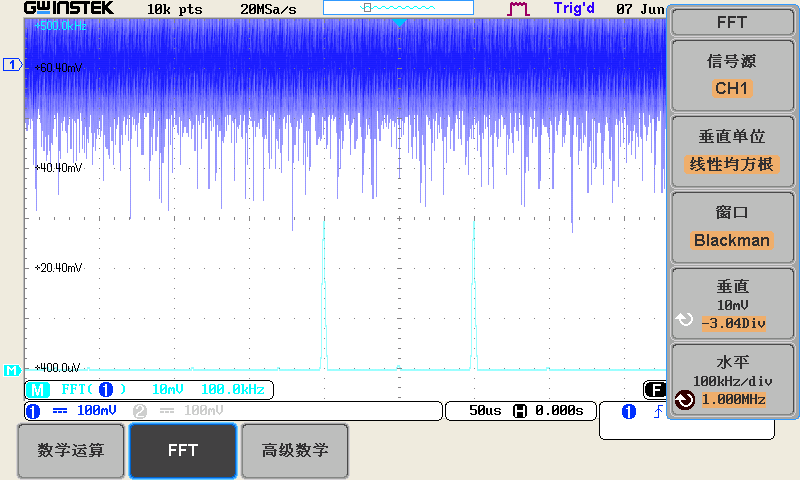 GWINSTEK 10k pts 20MSa/s Trig'd 07 Jun
+500.0kHz
1
+60.40mV
+40.40mV
+20.40mV
+400.0uV
M
M FFT( 1 ) 10mV 100.0kHz
F
1 100mV 2 100mV
50us H 0.000s
1
FFT
信号源
CH1
垂直单位
线性均方根
窗口
Blackman
垂直
10mV
-3.04Div
水平
100kHz/div
1.000MHz
数学运算 FFT 高级数学